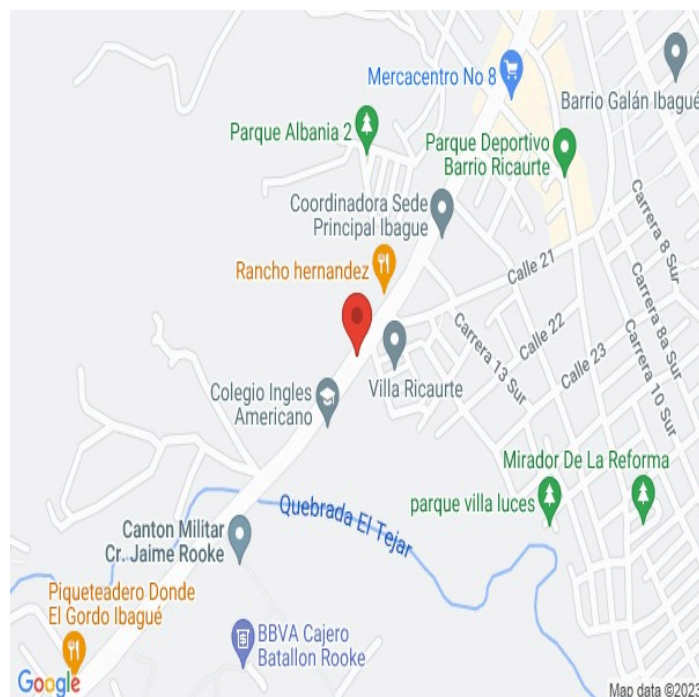 Mercacentro No 8
Barrio Galán Ibagué
Parque Albania 2
Parque Deportivo
Barrio Ricaurte
Coordinadora Sede
Principal Ibague
Carrera 8 Sur
Rancho hernandez
Calle 21
Carrera 8a Sur
Calle 22
Carrera 13 Sur
Calle 23
Carrera 10 Sur
Villa Ricaurte
Colegio Ingles
Americano
Mirador De La Reforma
parque villa luces
Quebrada El Tejar
Canton Militar
Cr. Jaime Rooke
Piqueteadero Donde
El Gordo Ibagué
BBVA Cajero
Batallon Rooke
Google
Map data ©2023